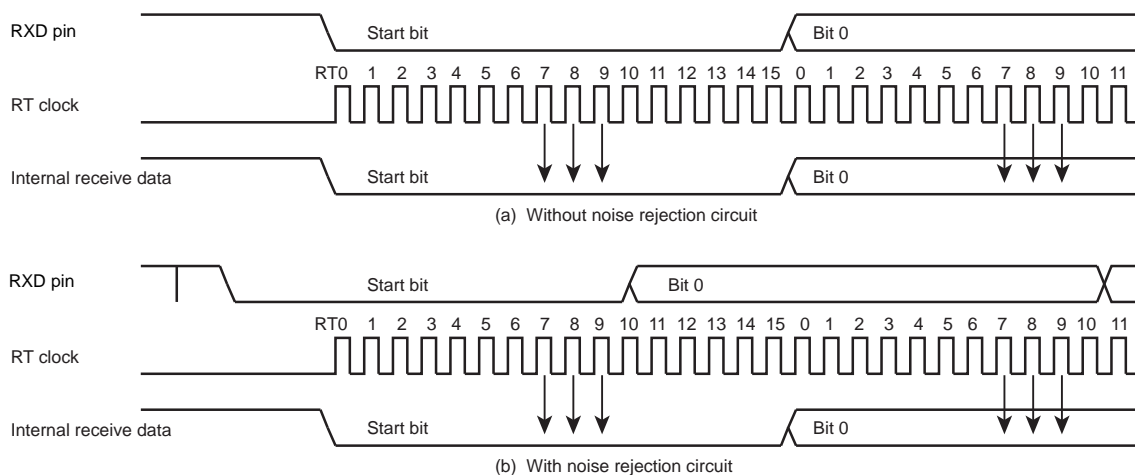 RXD pin Start bit Bit 0
RT0 1 2 3 4 5 6 7 8 9 10 11 12 13 14 15 0 1 2 3 4 5 6 7 8 9 10 11
RT clock
Internal receive data Start bit Bit 0
(a) Without noise rejection circuit
RXD pin Start bit Bit 0
RT0 1 2 3 4 5 6 7 8 9 10 11 12 13 14 15 0 1 2 3 4 5 6 7 8 9 10 11
RT clock
Internal receive data Start bit Bit 0
(b) With noise rejection circuit